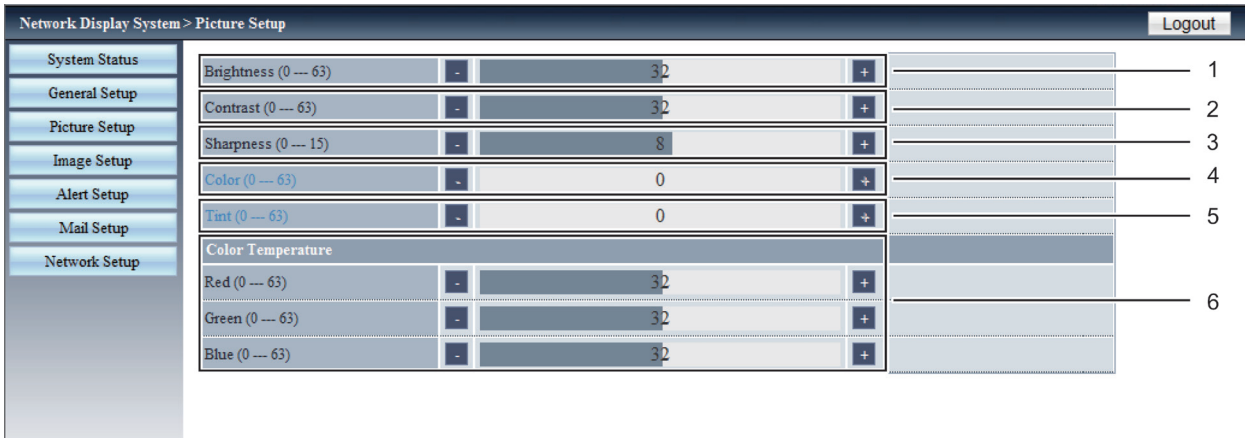 Network Display System > Picture Setup
Logout
System Status
General Setup
Picture Setup
Image Setup
Alert Setup
Mail Setup
Network Setup
Brightness (0 --- 63) - 32 + 1
Contrast (0 --- 63) - 32 + 2
Sharpness (0 --- 15) - 8 + 3
Color (0 --- 63) - 0 + 4
Tint (0 --- 63) - 0 + 5
Color Temperature
Red (0 --- 63) - 32 +
Green (0 --- 63) - 32 + 6
Blue (0 --- 63) - 32 +